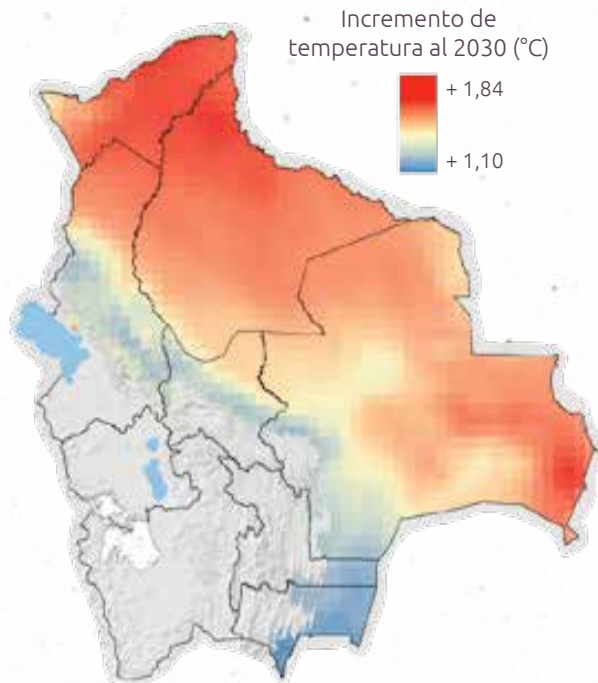 Incremento de
temperatura al 2030 (°C)
+ 1,84
+ 1,10